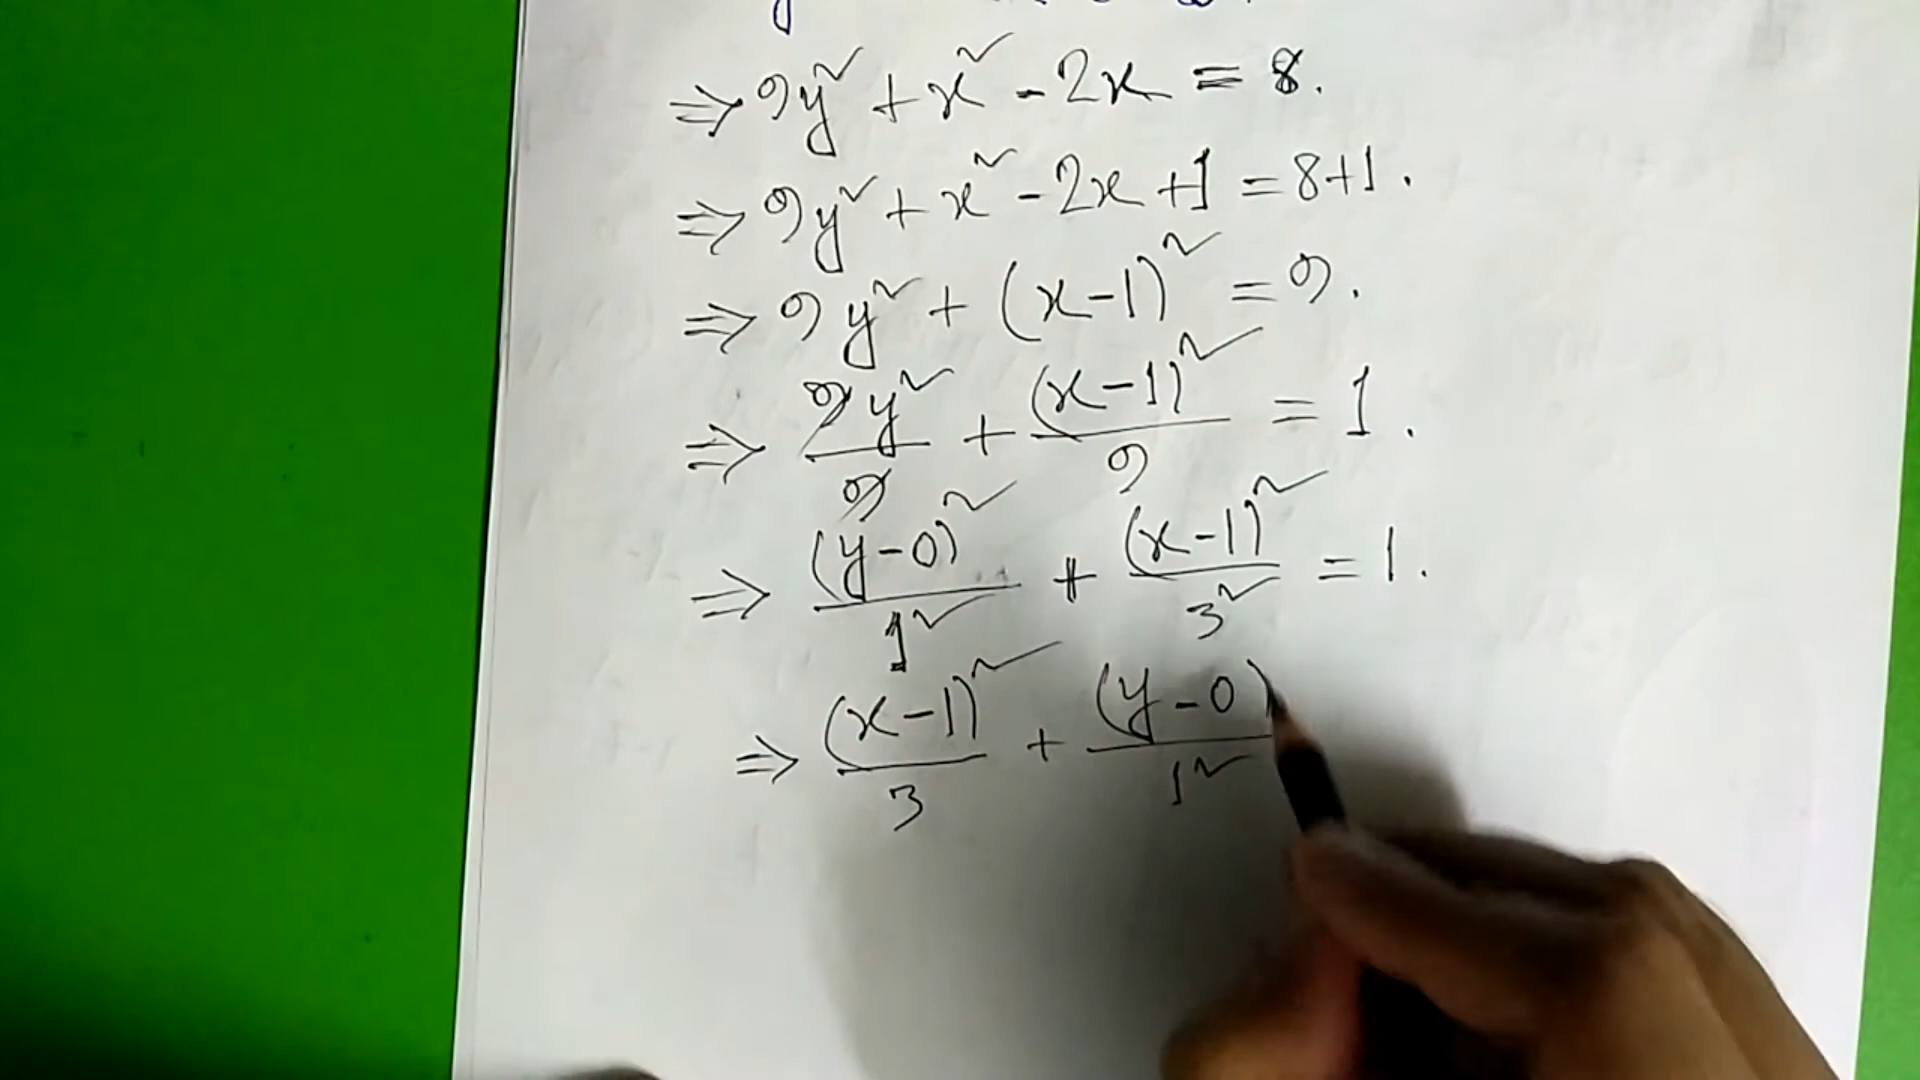 ⇒ 9y² + x² - 2x = 8.
⇒ 9y² + x² - 2x + 1 = 8+1.
⇒ 9y² + (x-1)² = 9.
⇒ 9y²/9 + (x-1)²/9 = 1.
⇒ (y-0)²/1² + (x-1)²/3² = 1.
⇒ (x-1)²/3 + (y-0)/1²